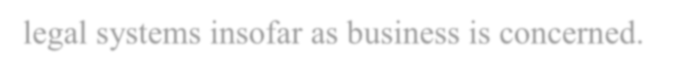 legal systems insofar as business is concerned.